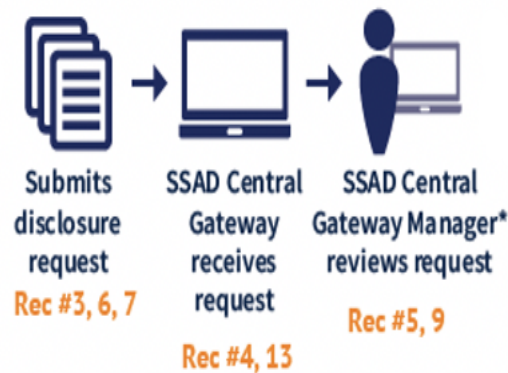 Submits
disclosure
request
Rec #3, 6, 7
SSAD Central
Gateway
receives
request
Rec #4, 13
SSAD Central
Gateway Manager*
reviews request
Rec #5, 9